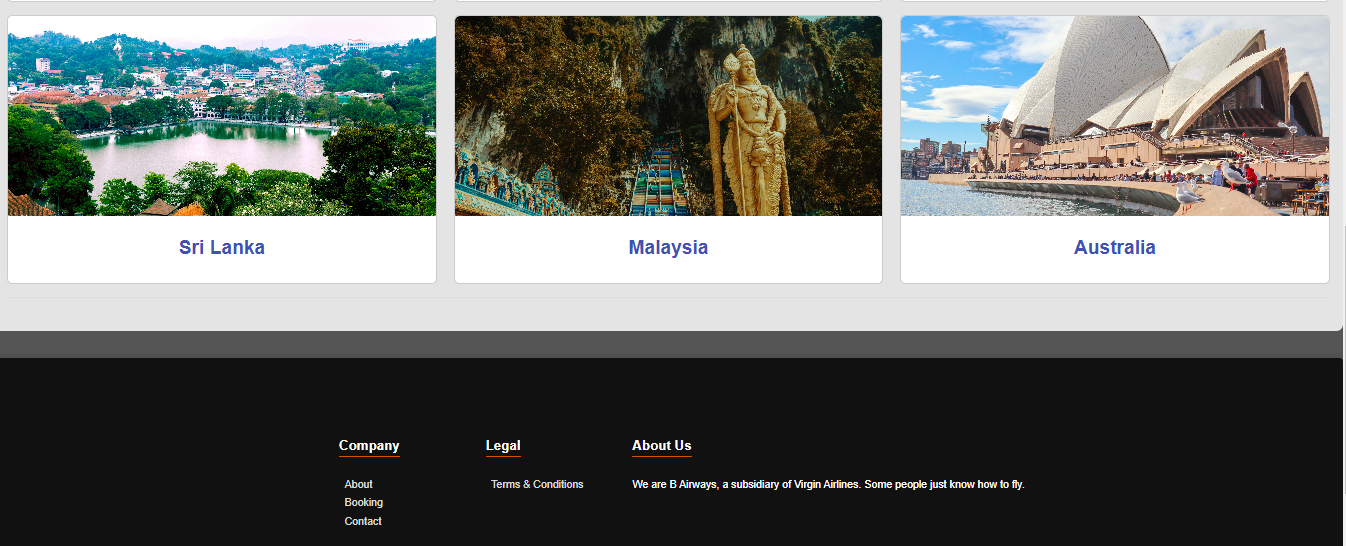 Sri Lanka
Malaysia
Australia
Company
Legal
About Us
About
Booking
Contact
Terms & Conditions
We are B Airways, a subsidiary of Virgin Airlines. Some people just know how to fly.